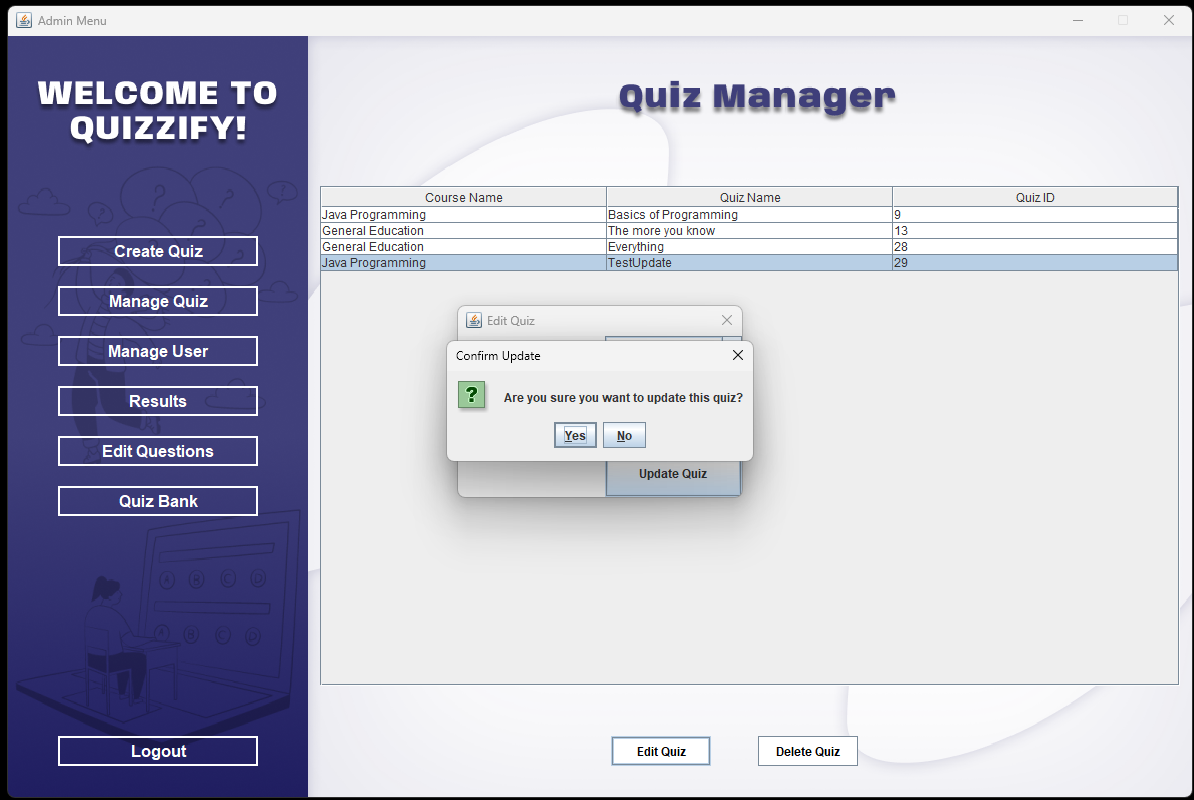 Admin Menu
WELCOME TO
QUIZZIFY!
Create Quiz
Manage Quiz
Manage User
Results
Edit Questions
Quiz Bank
A B C D
A B C D
Logout
Quiz Manager
Course Name Quiz Name Quiz ID
Java Programming Basics of Programming 9
General Education The more you know 13
General Education Everything 28
Java Programming TestUpdate 29
Edit Quiz
Confirm Update
? Are you sure you want to update this quiz?
Yes No
Update Quiz
Edit Quiz Delete Quiz